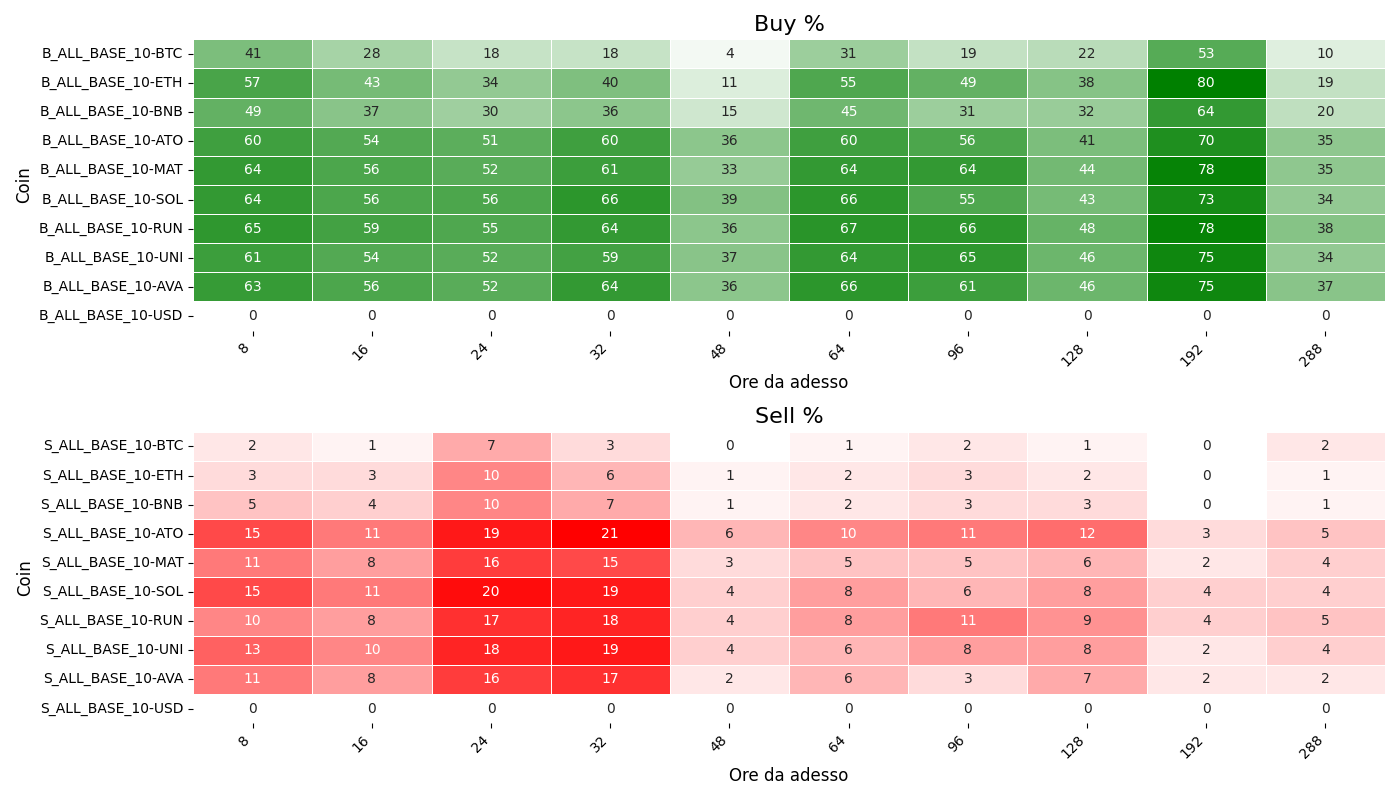 Buy %
Coin
B_ALL_BASE_10-BTC 41 28 18 18 4 31 19 22 53 10
B_ALL_BASE_10-ETH 57 43 34 40 11 55 49 38 80 19
B_ALL_BASE_10-BNB 49 37 30 36 15 45 31 32 64 20
B_ALL_BASE_10-ATO 60 54 51 60 36 60 56 41 70 35
B_ALL_BASE_10-MAT 64 56 52 61 33 64 64 44 78 35
B_ALL_BASE_10-SOL 64 56 56 66 39 66 55 43 73 34
B_ALL_BASE_10-RUN 65 59 55 64 36 67 66 48 78 38
B_ALL_BASE_10-UNI 61 54 52 59 37 64 65 46 75 34
B_ALL_BASE_10-AVA 63 56 52 64 36 66 61 46 75 37
B_ALL_BASE_10-USD 0 0 0 0 0 0 0 0 0 0
8 16 24 32 48 64 96 128 192 288
Ore da adesso
Sell %
Coin
S_ALL_BASE_10-BTC 2 1 7 3 0 1 2 1 0 2
S_ALL_BASE_10-ETH 3 3 10 6 1 2 3 2 0 1
S_ALL_BASE_10-BNB 5 4 10 7 1 2 3 3 0 1
S_ALL_BASE_10-ATO 15 11 19 21 6 10 11 12 3 5
S_ALL_BASE_10-MAT 11 8 16 15 3 5 5 6 2 4
S_ALL_BASE_10-SOL 15 11 20 19 4 8 6 8 4 4
S_ALL_BASE_10-RUN 10 8 17 18 4 8 11 9 4 5
S_ALL_BASE_10-UNI 13 10 18 19 4 6 8 8 2 4
S_ALL_BASE_10-AVA 11 8 16 17 2 6 3 7 2 2
S_ALL_BASE_10-USD 0 0 0 0 0 0 0 0 0 0
8 16 24 32 48 64 96 128 192 288
Ore da adesso